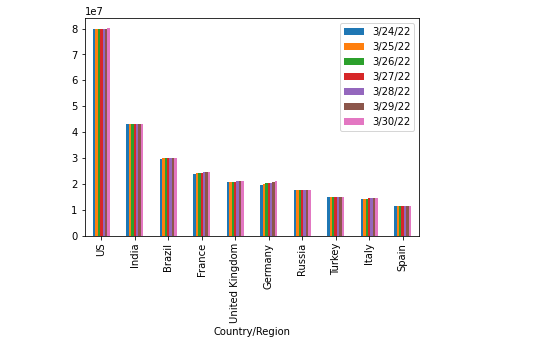 1e7
8
7
6
5
4
3
2
1
0
3/24/22
3/25/22
3/26/22
3/27/22
3/28/22
3/29/22
3/30/22
US
India
Brazil
France
United Kingdom
Germany
Russia
Turkey
Italy
Spain
Country/Region